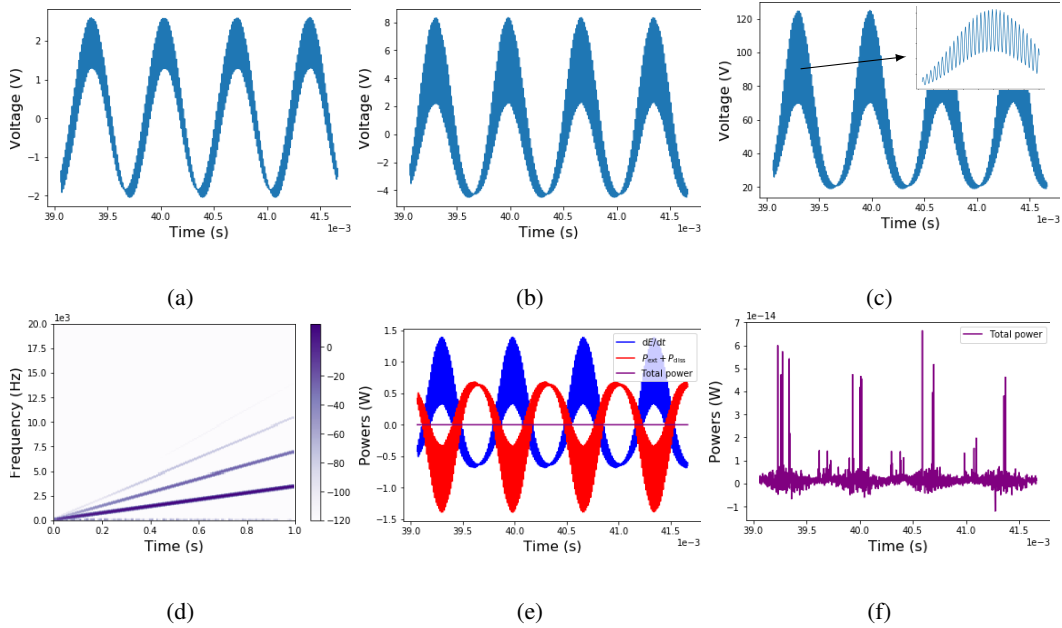 Voltage (V)
2
1
0
−1
−2
39.0 39.5 40.0 40.5 41.0 41.5
Time (s)
1e−3
(a)
Voltage (V)
8
6
4
2
0
−2
−4
39.0 39.5 40.0 40.5 41.0 41.5
Time (s)
1e−3
(b)
Voltage (V)
120
100
80
60
40
20
39.0 39.5 40.0 40.5 41.0 41.5
Time (s)
1e−3
(c)
1e3
Frequency (Hz)
20.0
17.5
15.0
12.5
10.0
7.5
5.0
2.5
0.0
0.0 0.2 0.4 0.6 0.8 1.0
Time (s)
0
−20
−40
−60
−80
−100
−120
(d)
Powers (W)
1.5
1.0
0.5
0.0
−0.5
−1.0
−1.5
dE/dt
Pext + Pdiss
Total power
39.0 39.5 40.0 40.5 41.0 41.5
Time (s)
1e−3
(e)
1e−14
Powers (W)
7
6
5
4
3
2
1
0
−1
Total power
39.0 39.5 40.0 40.5 41.0 41.5
Time (s)
1e−3
(f)